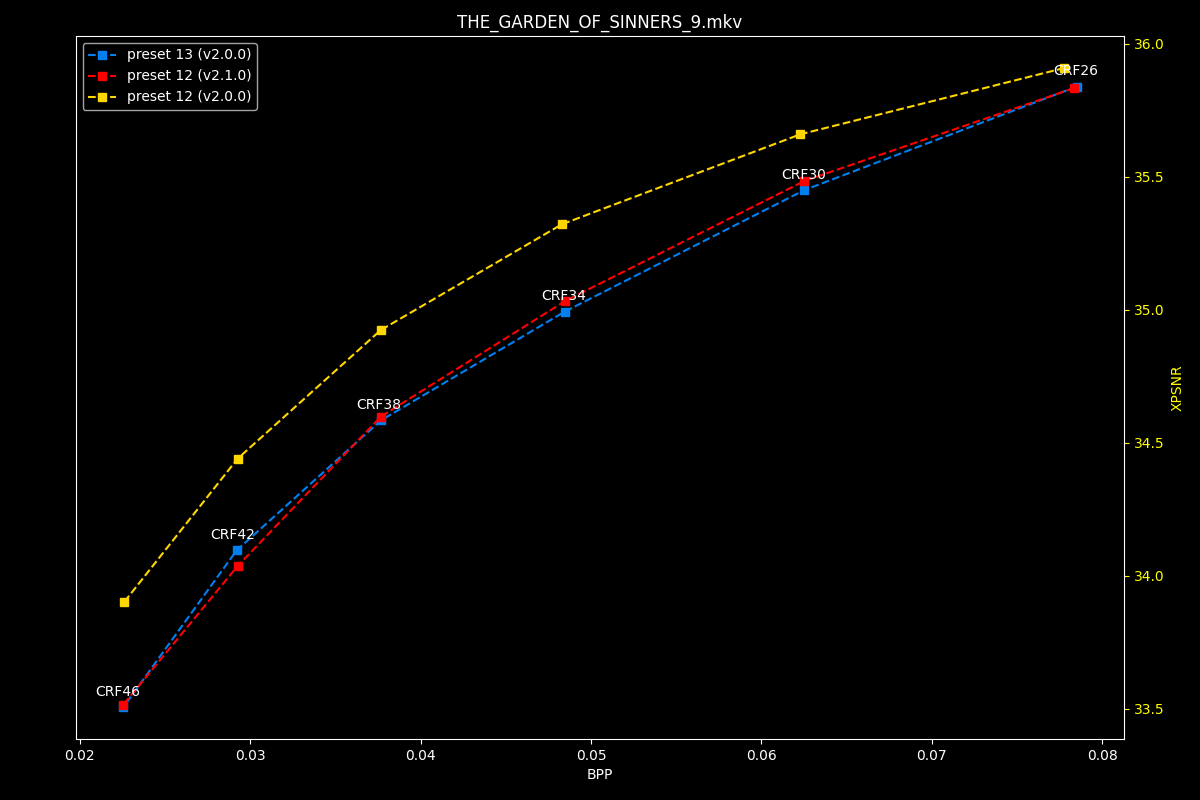 THE_GARDEN_OF_SINNERS_9.mkv
preset 13 (v2.0.0)
preset 12 (v2.1.0)
preset 12 (v2.0.0)
36.0
CRF26
35.5
CRF30
35.0
CRF34
XPSNR
CRF38
34.5
CRF42
34.0
CRF46
33.5
0.02 0.03 0.04 0.05 0.06 0.07 0.08
BPP